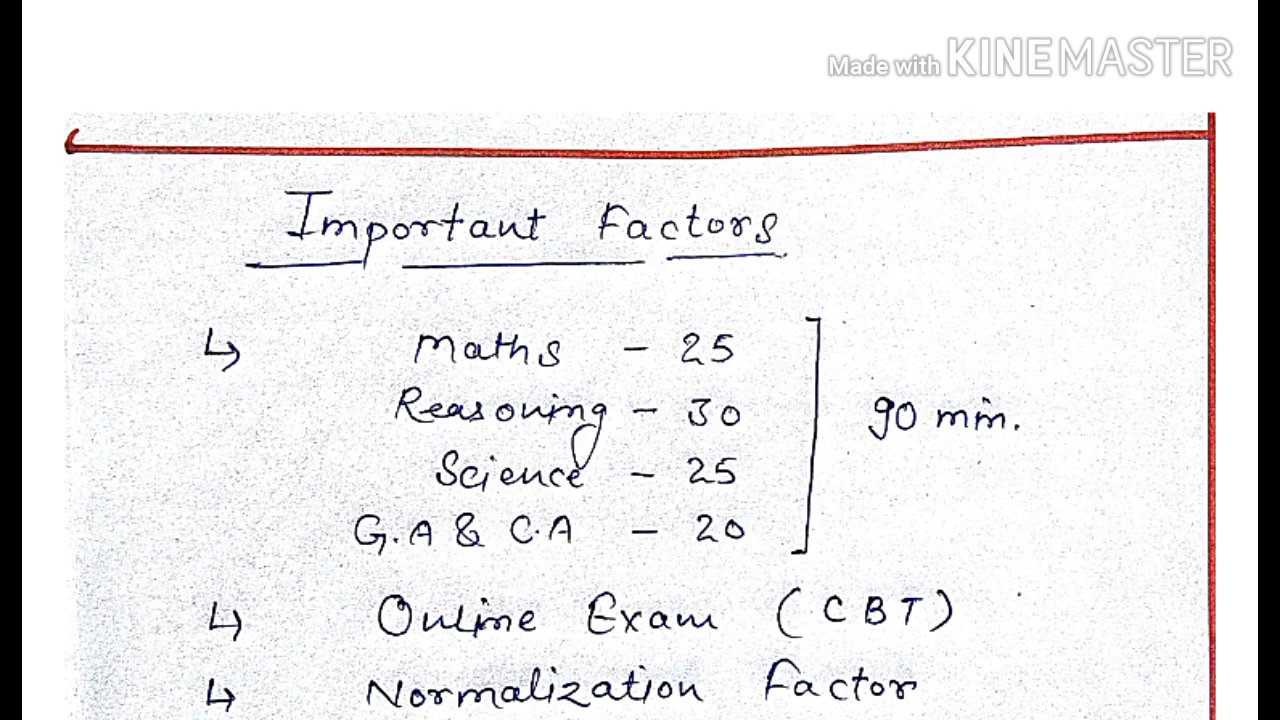 Made with KINEMASTER
Important Factors
↳ Maths - 25
Reasoning - 30
Science - 25
G.A & C.A - 20
90 min.
↳ Online Exam (CBT)
↳ Normalization Factor